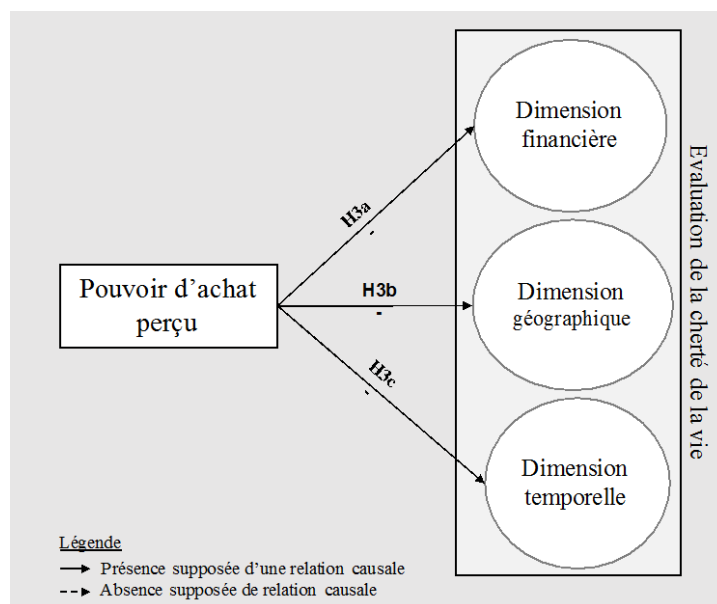 Dimension
financière
H3a
-
Pouvoir d'achat
perçu
H3b
-
Dimension
géographique
H3c
-
Dimension
temporelle
Evaluation de la cherté de la vie
Légende
Présence supposée d'une relation causale
Absence supposée de relation causale